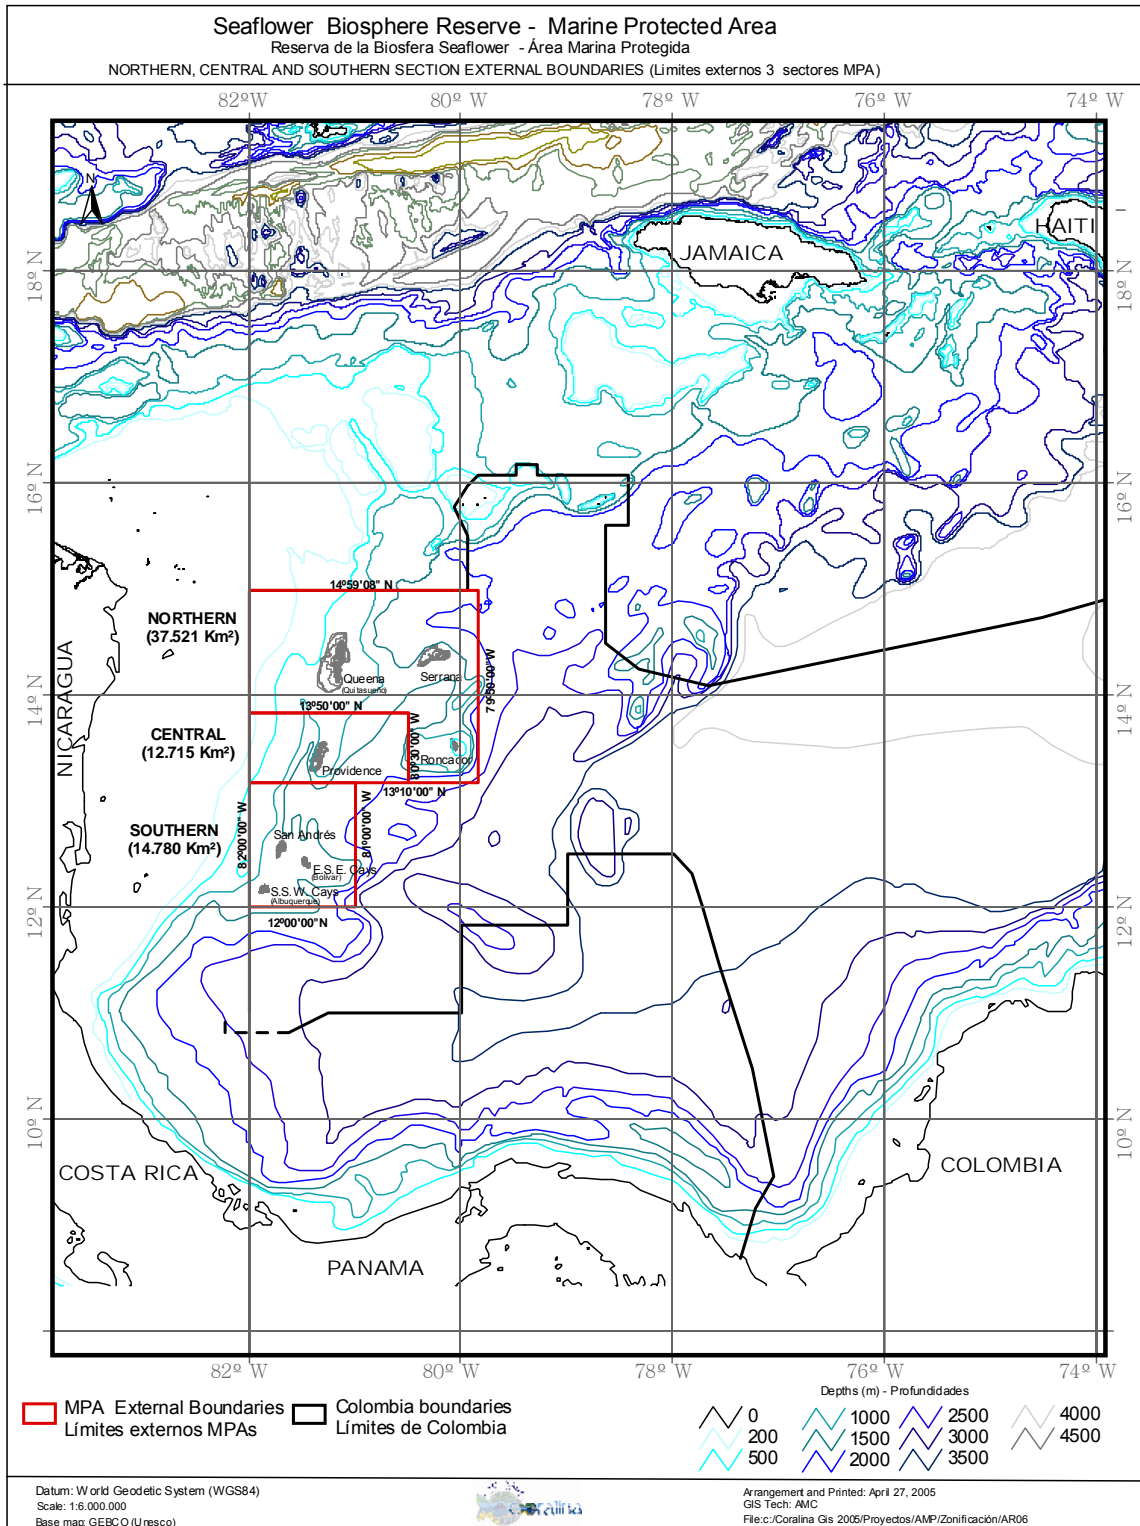 Seaflower Biosphere Reserve - Marine Protected Area
Reserva de la Biosfera Seaflower - Área Marina Protegida
NORTHERN, CENTRAL AND SOUTHERN SECTION EXTERNAL BOUNDARIES (Limites externos 3 sectores MPA)
82º W 80º W 78º W 76º W 74º W
N
HAITI
JAMAICA
18º N 18º N
16º N 16º N
14º59'08" N
NORTHERN
(37.521 Km²)
Queena
(Quitasueño)
Serrana
79º50'00" W
NICARAGUA
14º N 14º N
13º50'00" N
CENTRAL
(12.715 Km²)
80º30'00" W
Roncador
Providence
13º10'00" N
SOUTHERN
(14.780 Km²)
82º00'00" W
81º00'00" W
San Andrés
E.S.E. Cays
(Bolivar)
S.S.W. Cays
(Albuquerque)
12º N 12º N
12º00'00"N
10º N 10º N
COSTA RICA
COLOMBIA
PANAMA
82º W 80º W 78º W 76º W 74º W
MPA External Boundaries
Límites externos MPAs
Colombia boundaries
Límites de Colombia
Depths (m) - Profundidades
0 1000 2500 4000
200 1500 3000 4500
500 2000 3500
Datum: World Geodetic System (WGS84)
Scale: 1:6.000.000
Base map: GEBCO (Unesco)
coralina
Arrangement and Printed: April 27, 2005
GIS Tech: AMC
File:c:/Coralina Gis 2005/Proyectos/AMP/Zonificación/AR06